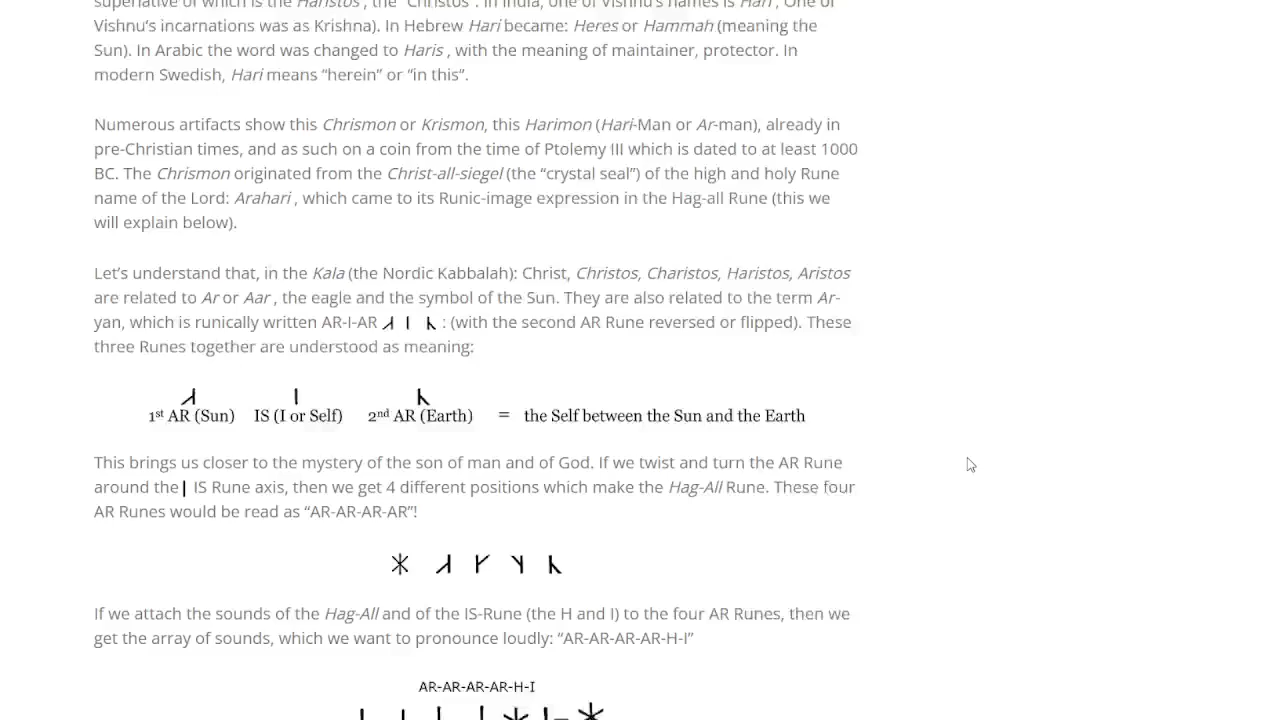 superlative of which is the Haristos , the "Christos". In India, one of Vishnu's names is Hari , One of
Vishnu's incarnations was as Krishna). In Hebrew Hari became: Heres or Hammah (meaning the
Sun). In Arabic the word was changed to Haris , with the meaning of maintainer, protector. In
modern Swedish, Hari means "herein" or "in this".
Numerous artifacts show this Chrismon or Krismon, this Harimon (Hari-Man or Ar-man), already in
pre-Christian times, and as such on a coin from the time of Ptolemy III which is dated to at least 1000
BC. The Chrismon originated from the Christ-all-siegel (the "crystal seal") of the high and holy Rune
name of the Lord: Arahari , which came to its Runic-image expression in the Hag-all Rune (this we
will explain below).
Let's understand that, in the Kala (the Nordic Kabbalah): Christ, Christos, Charistos, Haristos, Aristos
are related to Ar or Aar , the eagle and the symbol of the Sun. They are also related to the term Ar-
yan, which is runically written AR-I-AR : (with the second AR Rune reversed or flipped). These
three Runes together are understood as meaning:
1st AR (Sun) IS (I or Self) 2nd AR (Earth) = the Self between the Sun and the Earth
This brings us closer to the mystery of the son of man and of God. If we twist and turn the AR Rune
around the | IS Rune axis, then we get 4 different positions which make the Hag-All Rune. These four
AR Runes would be read as "AR-AR-AR-AR"!
If we attach the sounds of the Hag-All and of the IS-Rune (the H and I) to the four AR Runes, then we
get the array of sounds, which we want to pronounce loudly: "AR-AR-AR-AR-H-I"
AR-AR-AR-AR-H-I